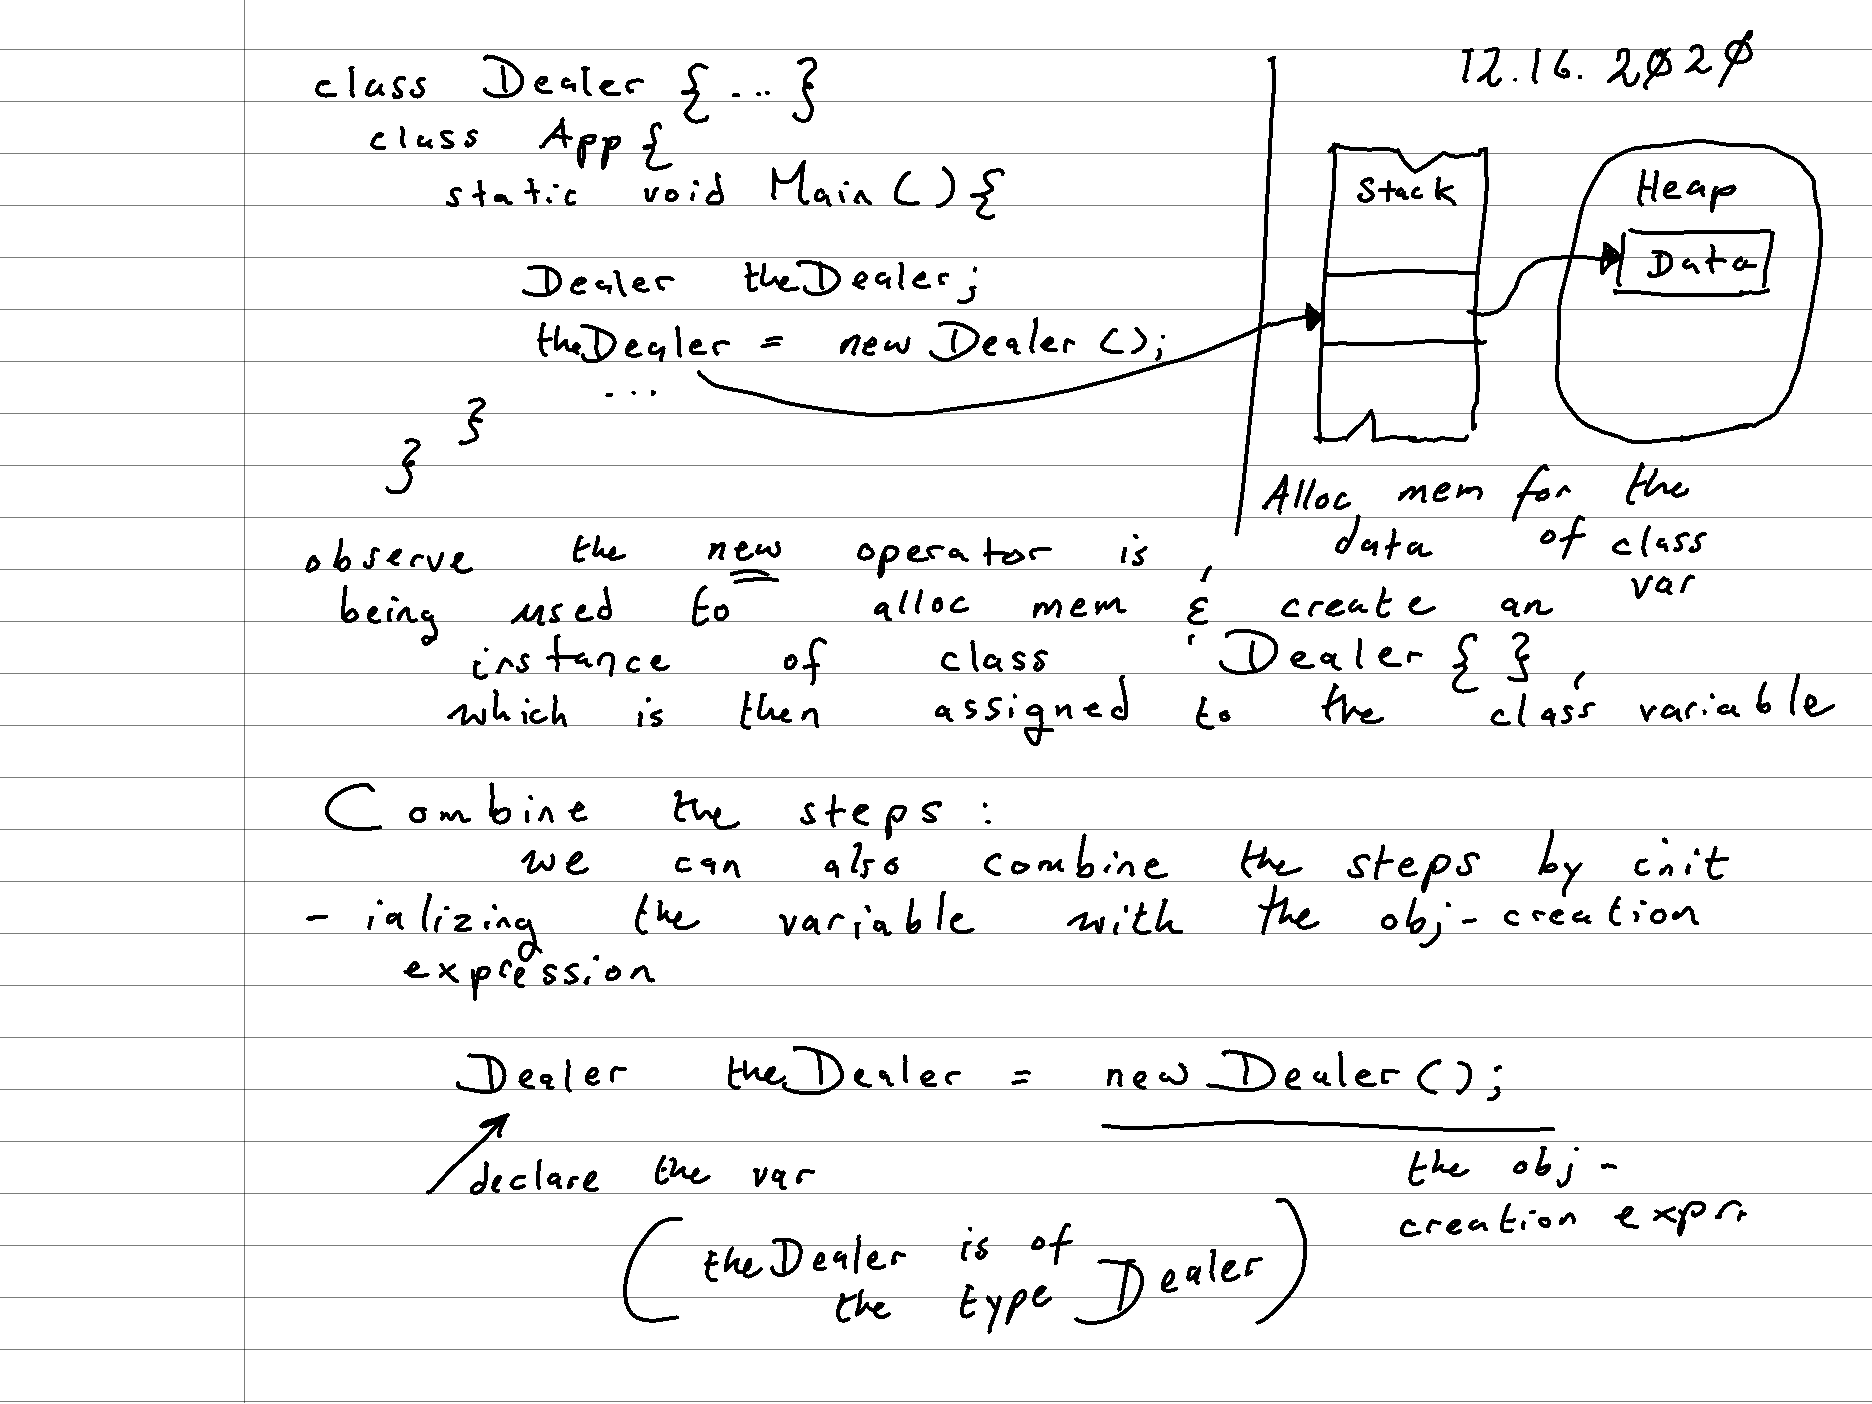 12.16.2020
class Dealer {...}
class App {
static void Main () {
Dealer theDealer;
theDealer = new Dealer ();
...
}
}
Stack
Heap
Data
Alloc mem for the
data of class
var
observe the new operator is
being used to alloc mem & create an
instance of class Dealer { },
which is then assigned to the class variable
Combine the steps :
we can also combine the steps by init
- ializing the variable with the obj-creation
expression
Dealer theDealer = new Dealer ();
declare the var
(theDealer is of
the type Dealer)
the obj-
creation expr.